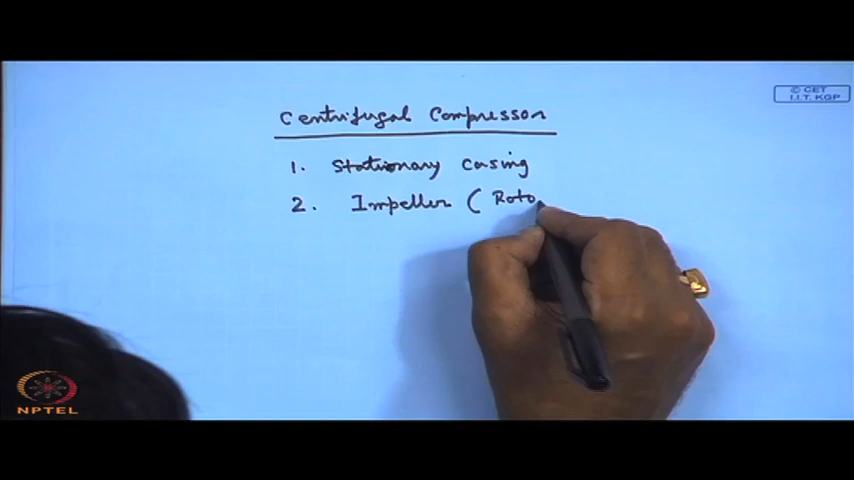 © CET
I.I.T. KGP
Centrifugal Compressor
1. Stationary Casing
2. Impeller ( Roto
NPTEL